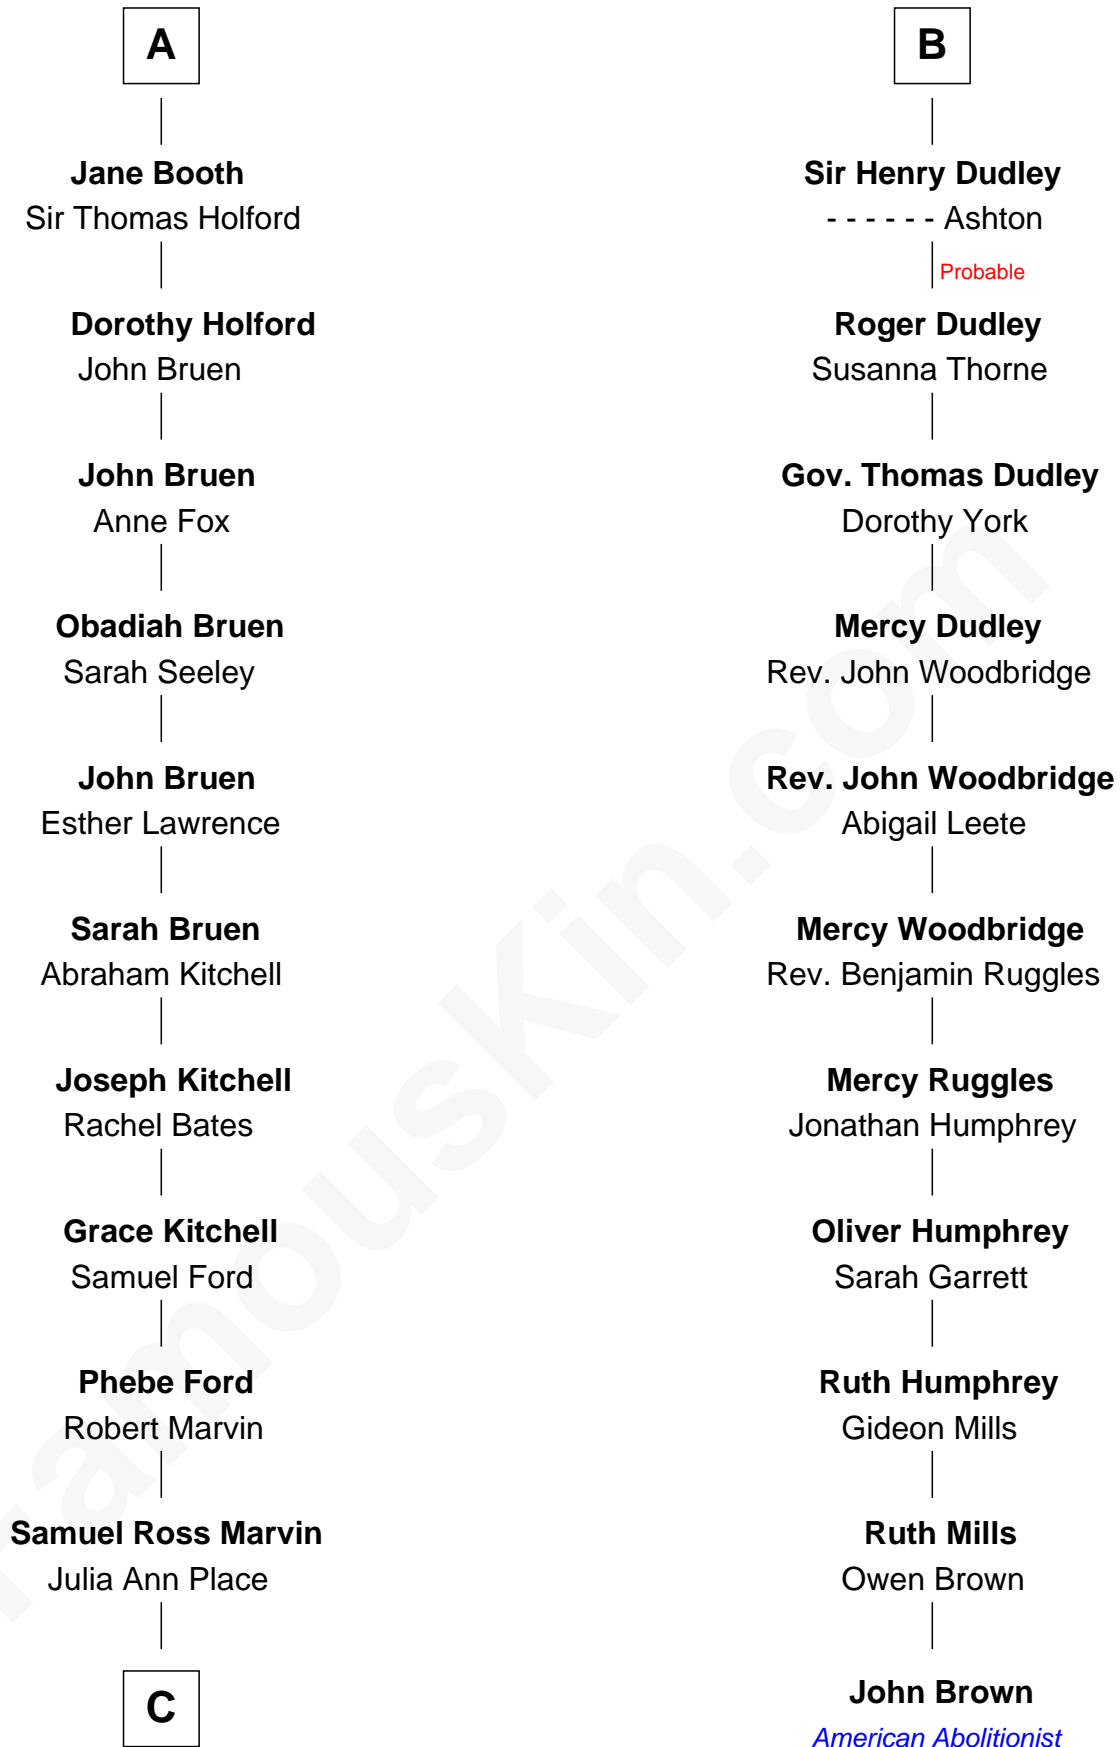 A
Jane Booth
Sir Thomas Holford
Dorothy Holford
John Bruen
John Bruen
Anne Fox
Obadiah Bruen
Sarah Seeley
John Bruen
Esther Lawrence
Sarah Bruen
Abraham Kitchell
Joseph Kitchell
Rachel Bates
Grace Kitchell
Samuel Ford
Phebe Ford
Robert Marvin
Samuel Ross Marvin
Julia Ann Place
C
B
Sir Henry Dudley
- - - - - - Ashton
Probable
Roger Dudley
Susanna Thorne
Gov. Thomas Dudley
Dorothy York
Mercy Dudley
Rev. John Woodbridge
Rev. John Woodbridge
Abigail Leete
Mercy Woodbridge
Rev. Benjamin Ruggles
Mercy Ruggles
Jonathan Humphrey
Oliver Humphrey
Sarah Garrett
Ruth Humphrey
Gideon Mills
Ruth Mills
Owen Brown
John Brown
American Abolitionist
FamousKin.com